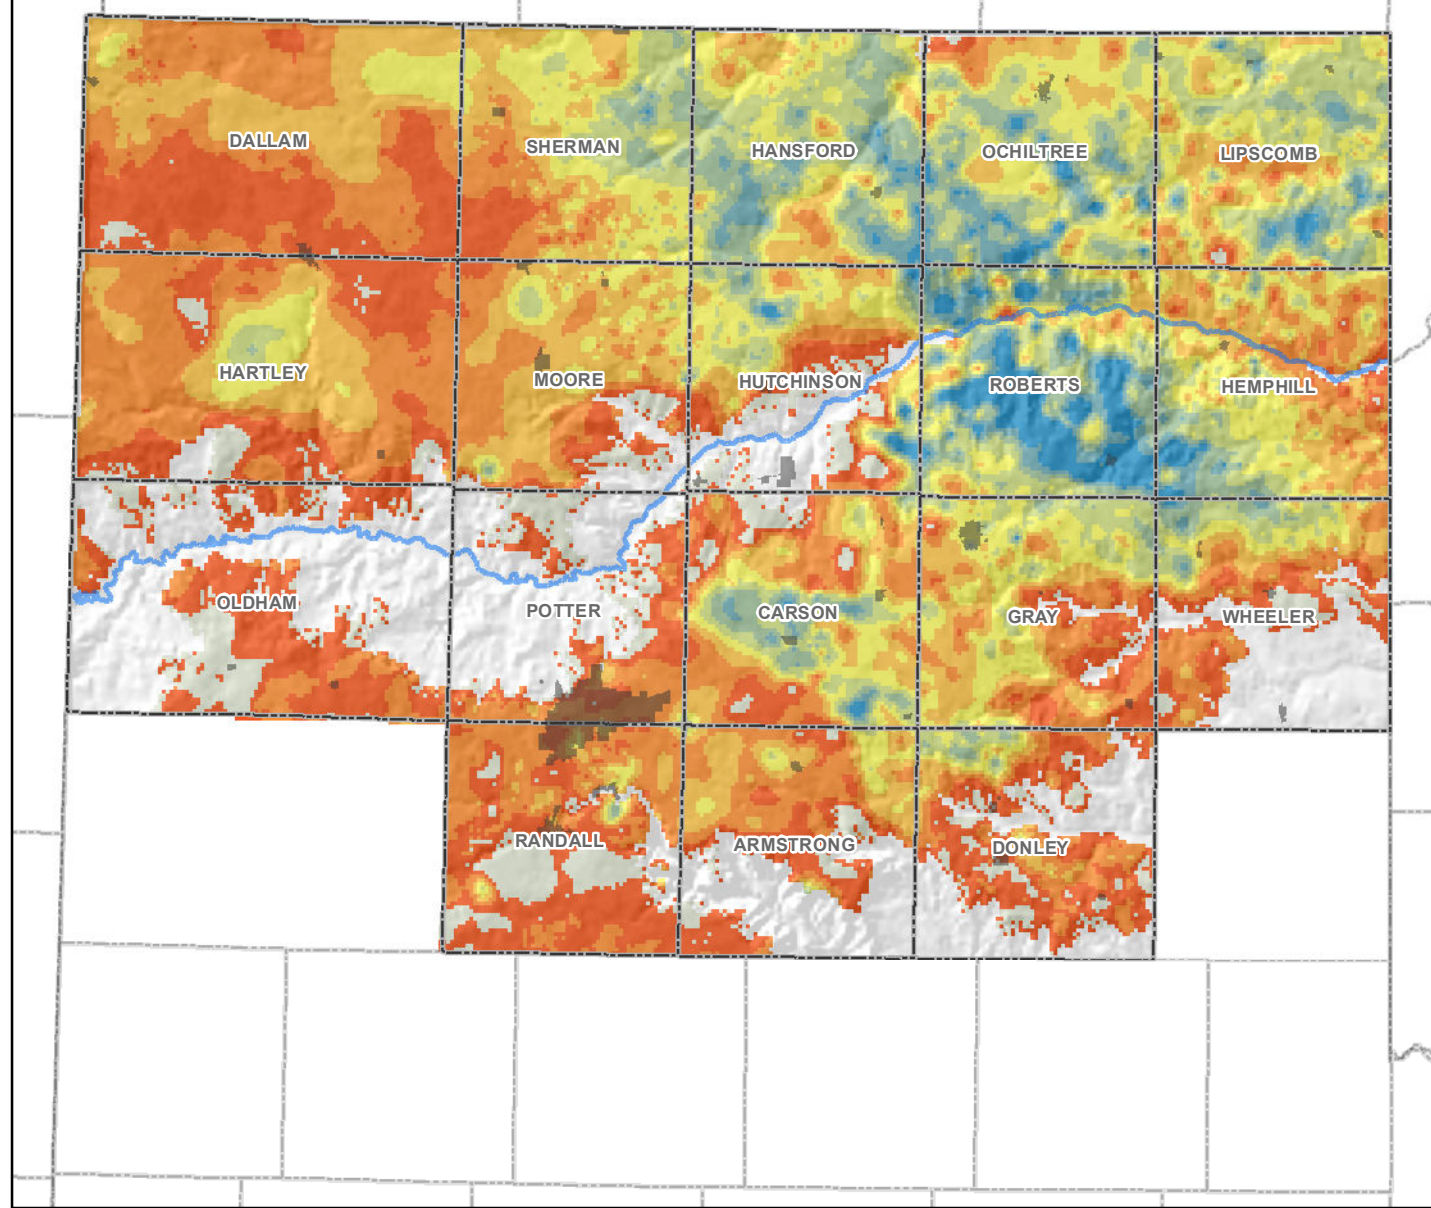 DALLAM
SHERMAN
HANSFORD
OCHILTREE
LIPSCOMB
HARTLEY
MOORE
HUTCHINSON
ROBERTS
HEMPHILL
OLDHAM
POTTER
CARSON
GRAY
WHEELER
RANDALL
ARMSTRONG
DONLEY